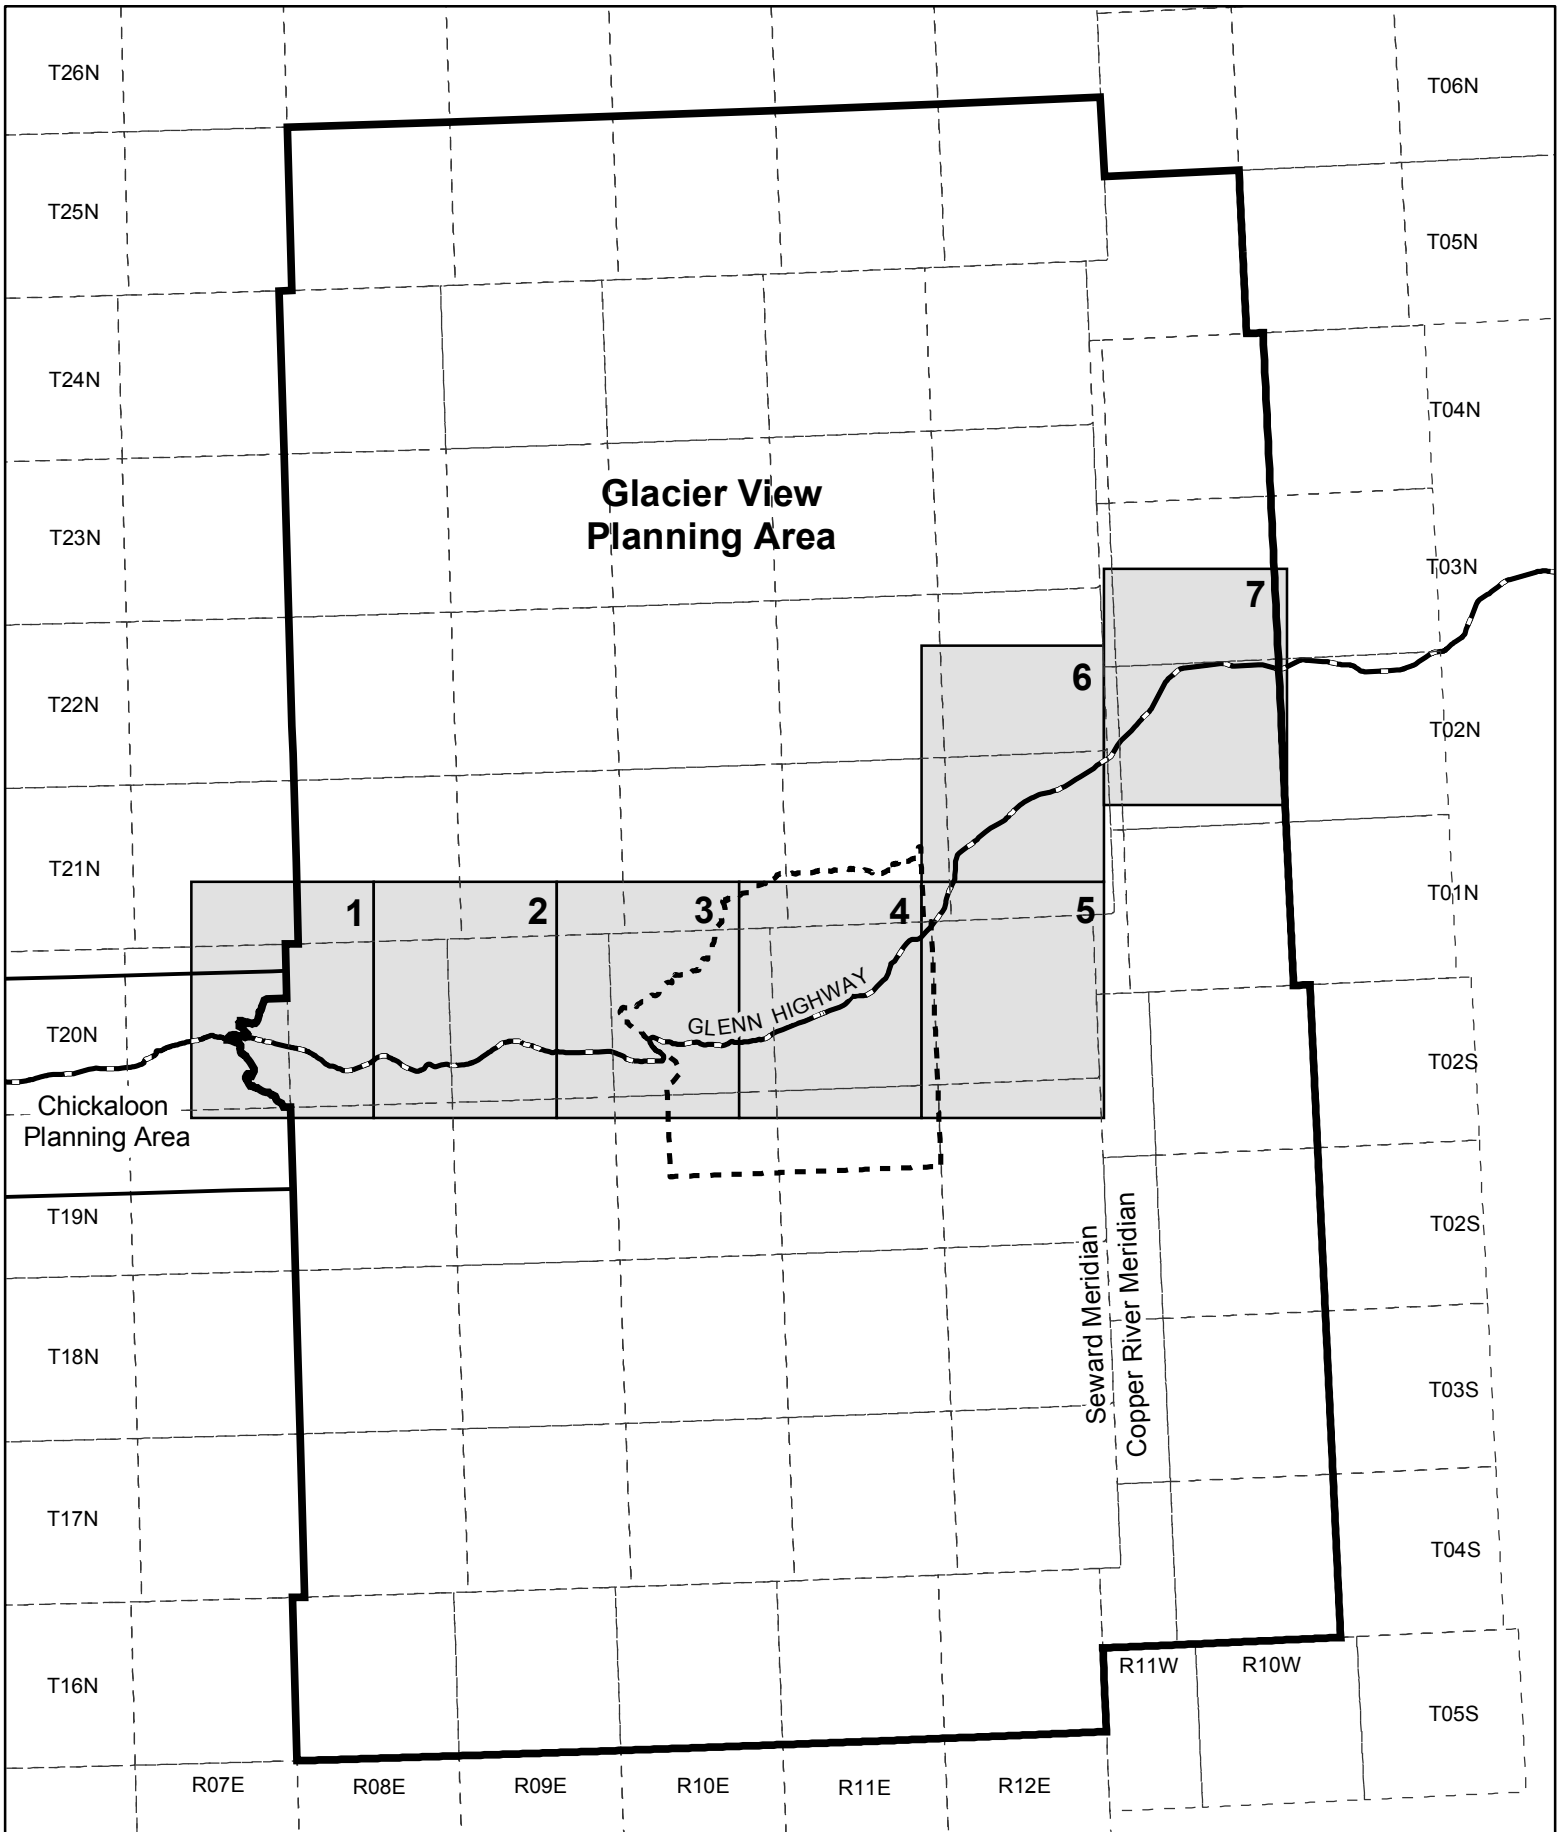 T26N
T06N
T25N
T05N
T24N
T04N
Glacier View
Planning Area
T23N
T03N
7
6
T22N
T02N
T21N
T01N
1
2
3
4
5
GLENN HIGHWAY
T20N
T02S
Chickaloon
Planning Area
T19N
T02S
Seward Meridian
Copper River Meridian
T18N
T03S
T17N
T04S
R11W
R10W
T16N
T05S
R07E
R08E
R09E
R10E
R11E
R12E